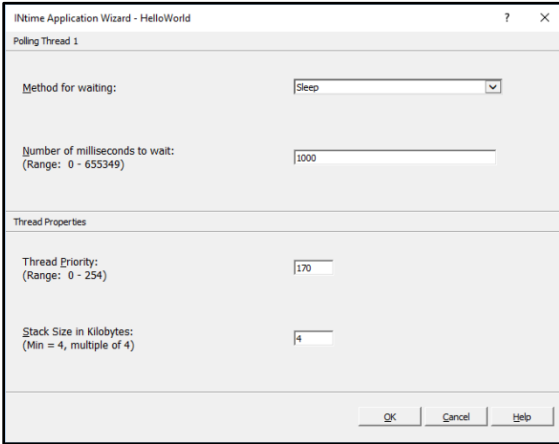 INtime Application Wizard - HelloWorld ? ×
Polling Thread 1
Method for waiting: Sleep
Number of milliseconds to wait: 1000
(Range: 0 - 655349)
Thread Properties
Thread Priority: 170
(Range: 0 - 254)
Stack Size in Kilobytes: 4
(Min = 4, multiple of 4)
OK Cancel Help